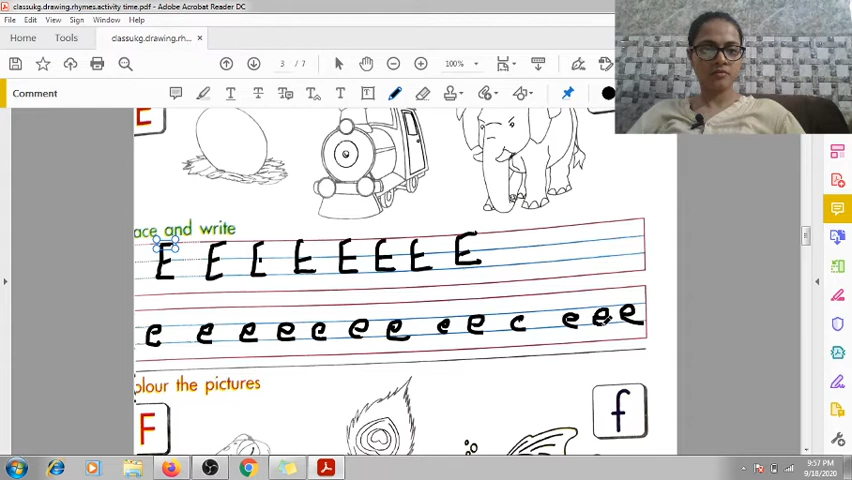 classukg.drawing.rhymes.activity time.pdf - Adobe Acrobat Reader DC
File Edit View Sign Window Help
Home Tools classukg.drawing.rh... ×
3 / 7 100%
Comment
E
ace and write
E E E E E E E E
e e e e e e e e e c e e e
olour the pictures
F f
9:57 PM
9/18/2020